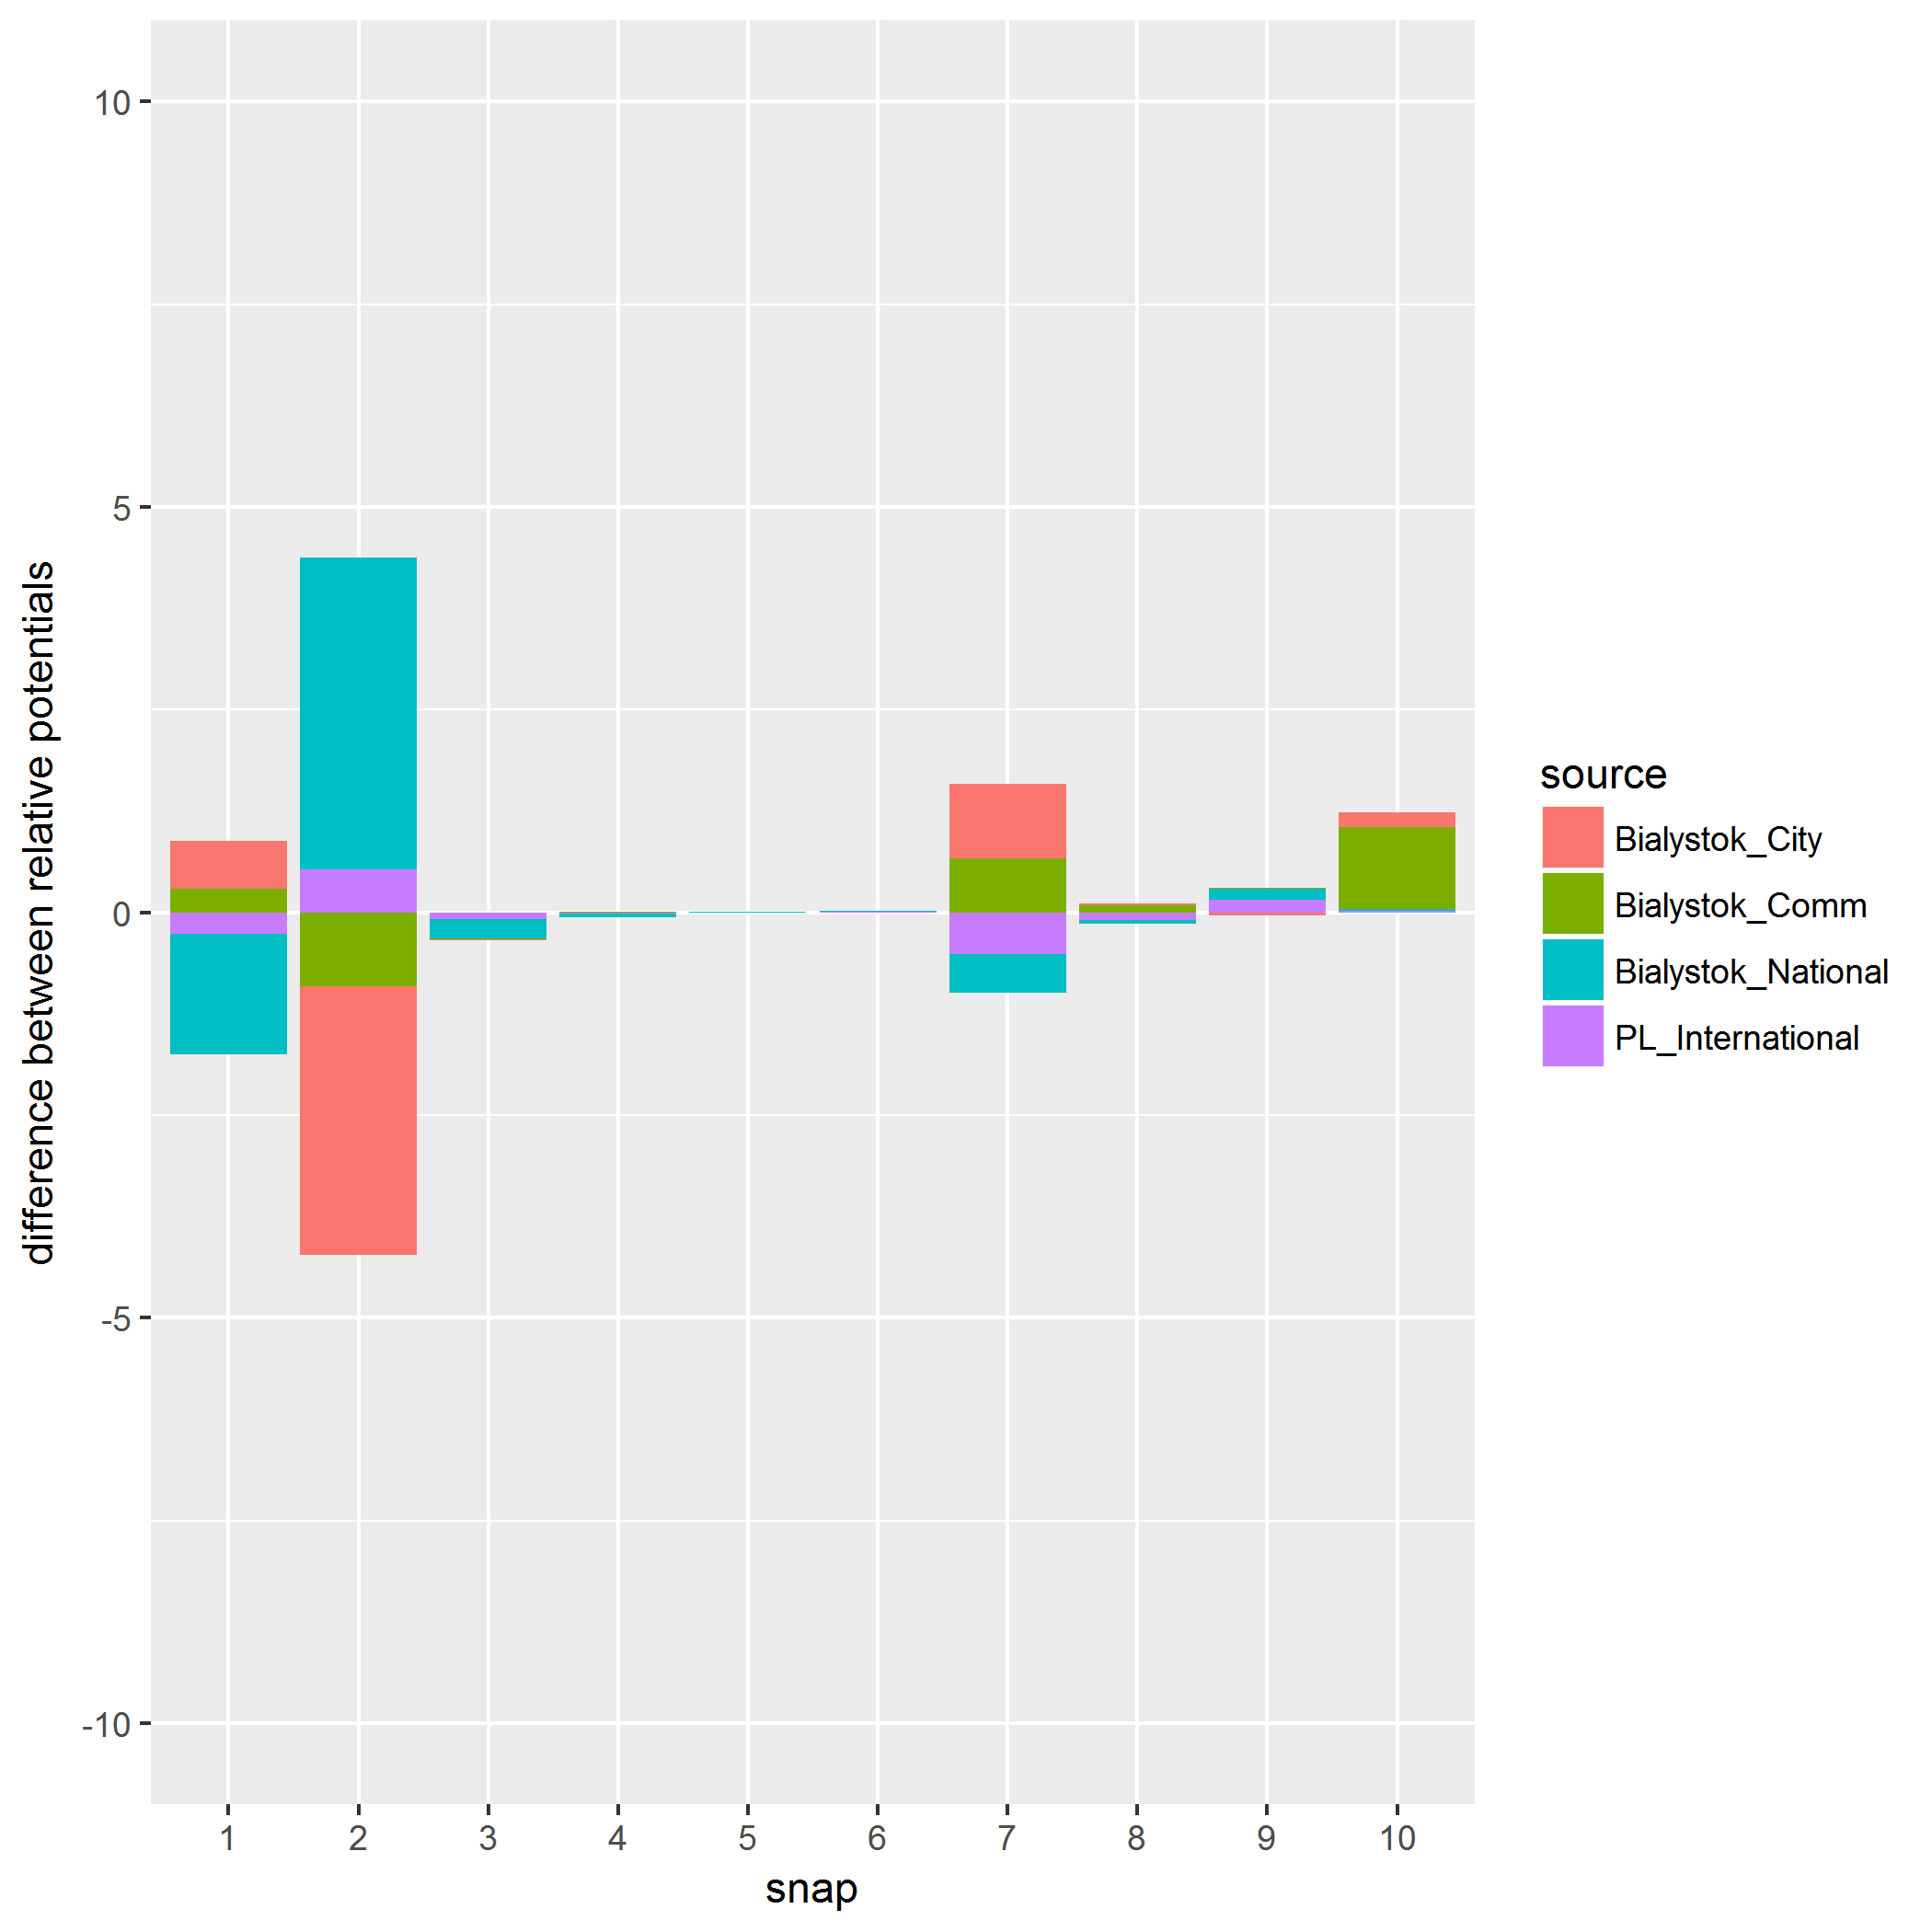 difference between relative potentials
10
5
0
-5
-10
1 2 3 4 5 6 7 8 9 10
snap
source
Bialystok_City
Bialystok_Comm
Bialystok_National
PL_International